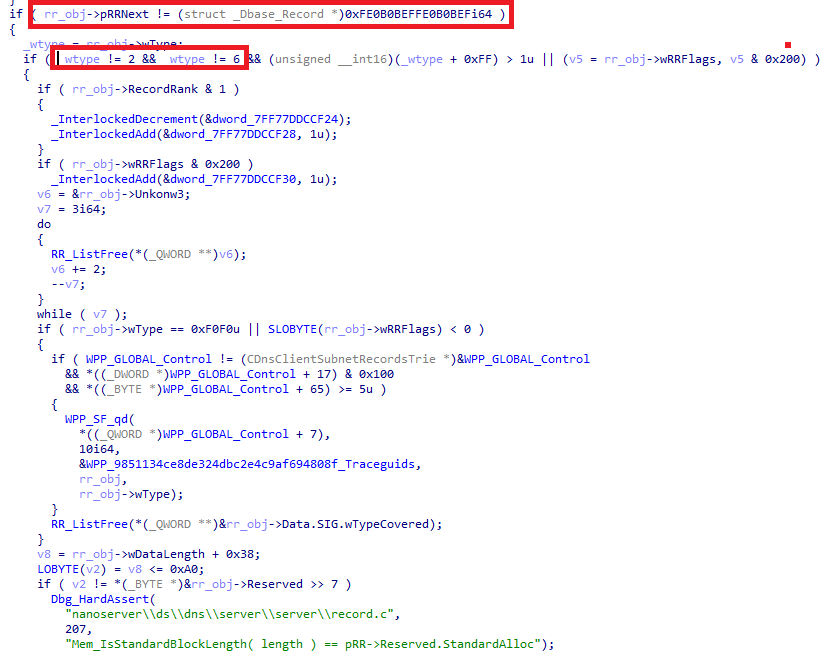 }
if ( rr_obj->pRRNext != (struct _Dbase_Record *)0xFE0B0BEFFE0B0BEFi64 )
{
_wtype = rr_obj->wType;
if ( _wtype != 2 && _wtype != 6 && (unsigned __int16)(_wtype + 0xFF) > 1u || (v5 = rr_obj->wRRFlags, v5 & 0x200) )
{
if ( rr_obj->RecordRank & 1 )
{
_InterlockedDecrement(&dword_7FF77DDCCF24);
_InterlockedAdd(&dword_7FF77DDCCF28, 1u);
}
if ( rr_obj->wRRFlags & 0x200 )
_InterlockedAdd(&dword_7FF77DDCCF30, 1u);
v6 = &rr_obj->Unkonw3;
v7 = 3i64;
do
{
RR_ListFree(*(_QWORD **)v6);
v6 += 2;
--v7;
}
while ( v7 );
if ( rr_obj->wType == 0xF0F0u || SLOBYTE(rr_obj->wRRFlags) < 0 )
{
if ( WPP_GLOBAL_Control != (CDnsClientSubnetRecordsTrie *)&WPP_GLOBAL_Control
&& *((_DWORD *)WPP_GLOBAL_Control + 17) & 0x100
&& *((_BYTE *)WPP_GLOBAL_Control + 65) >= 5u )
{
WPP_SF_qd(
*((_QWORD *)WPP_GLOBAL_Control + 7),
10i64,
&WPP_9851134ce8de324dbc2e4c9af694808f_Traceguids,
rr_obj,
rr_obj->wType);
}
RR_ListFree(*(_QWORD **)&rr_obj->Data.SIG.wTypeCovered);
}
v8 = rr_obj->wDataLength + 0x38;
LOBYTE(v2) = v8 <= 0xA0;
if ( v2 != *(_BYTE *)&rr_obj->Reserved >> 7 )
Dbg_HardAssert(
"nanoserver\\ds\\dns\\server\\server\\record.c",
207,
"Mem_IsStandardBlockLength( length ) == pRR->Reserved.StandardAlloc");